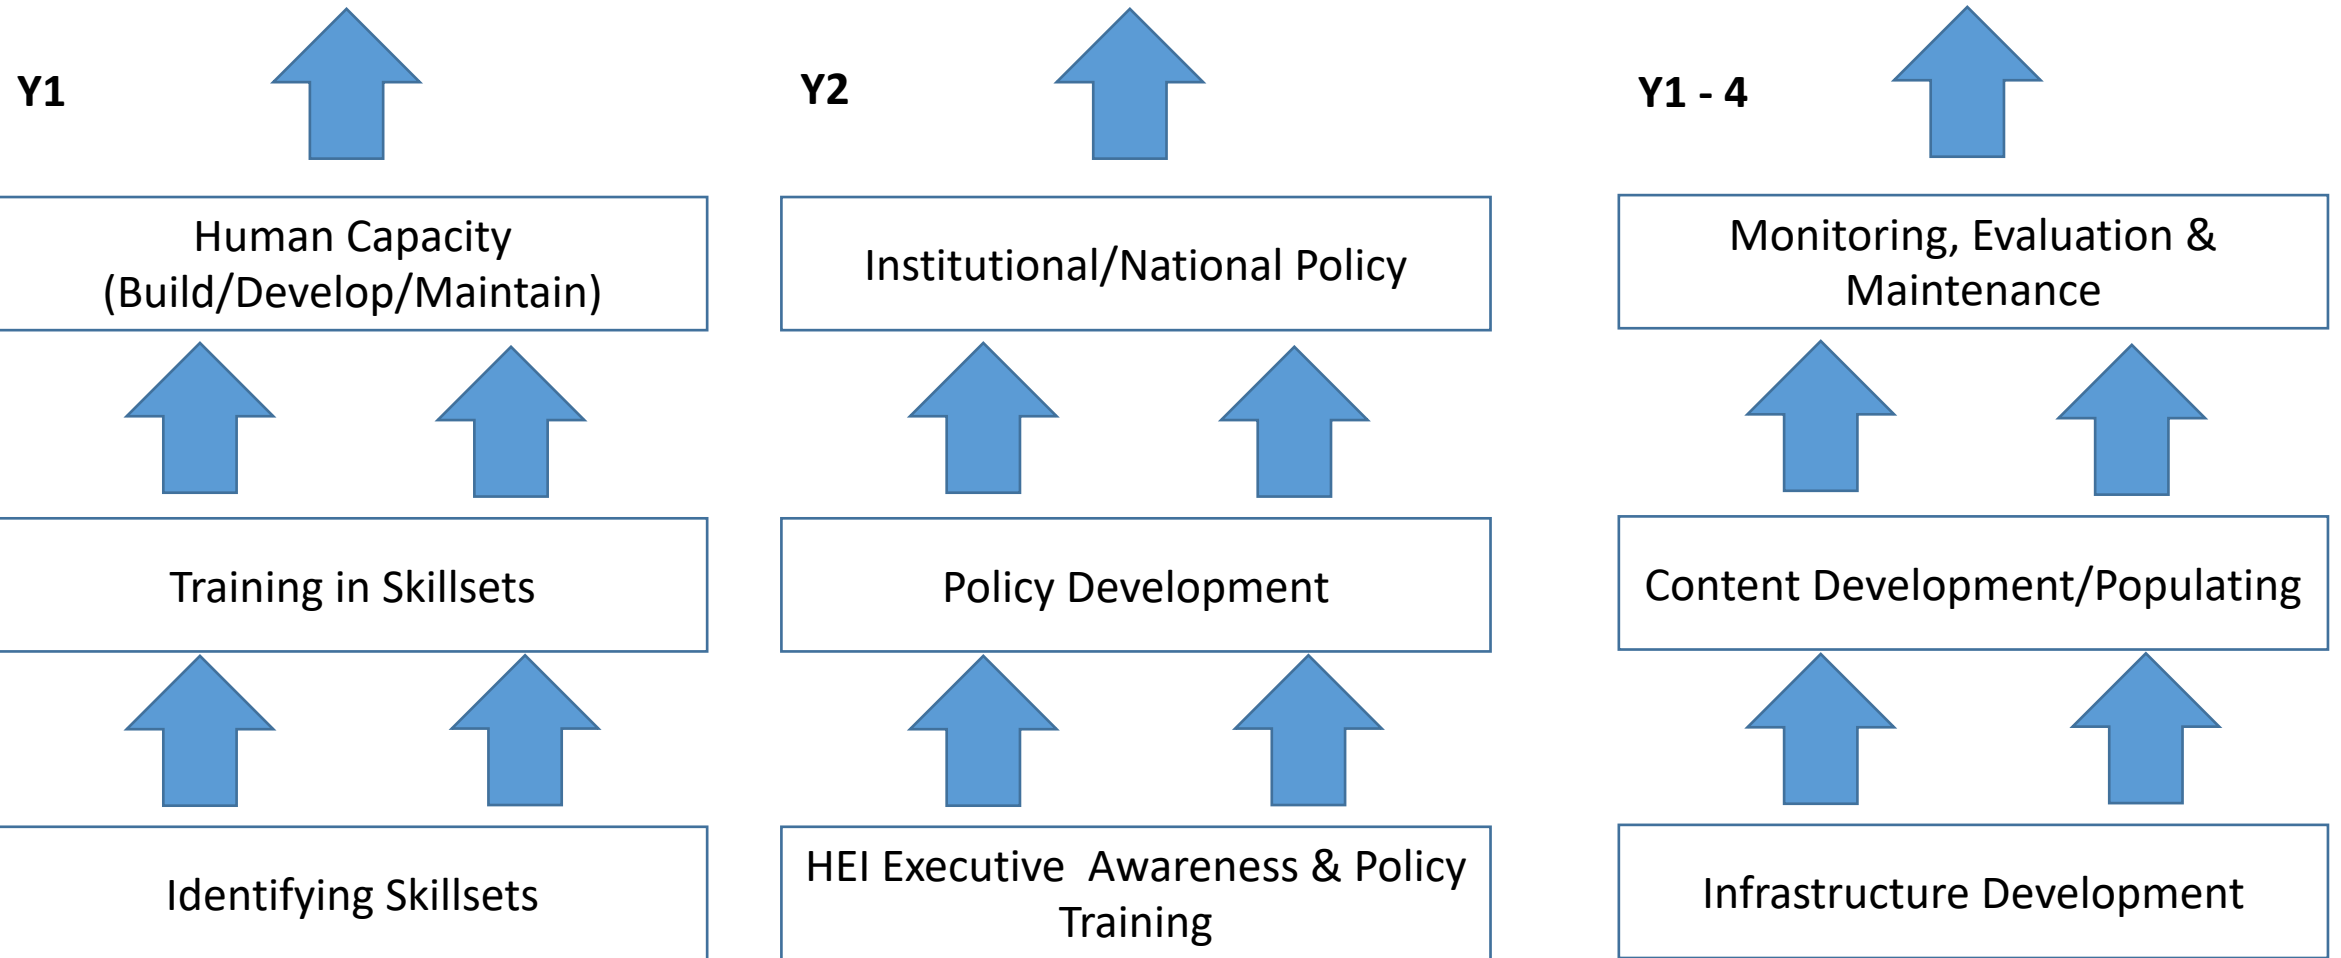 Y1
Human Capacity
(Build/Develop/Maintain)
Training in Skillsets
Identifying Skillsets
Y2
Institutional/National Policy
Policy Development
HEI Executive  Awareness & Policy
Training
Y1 - 4
Monitoring, Evaluation &
Maintenance
Content Development/Populating
Infrastructure Development